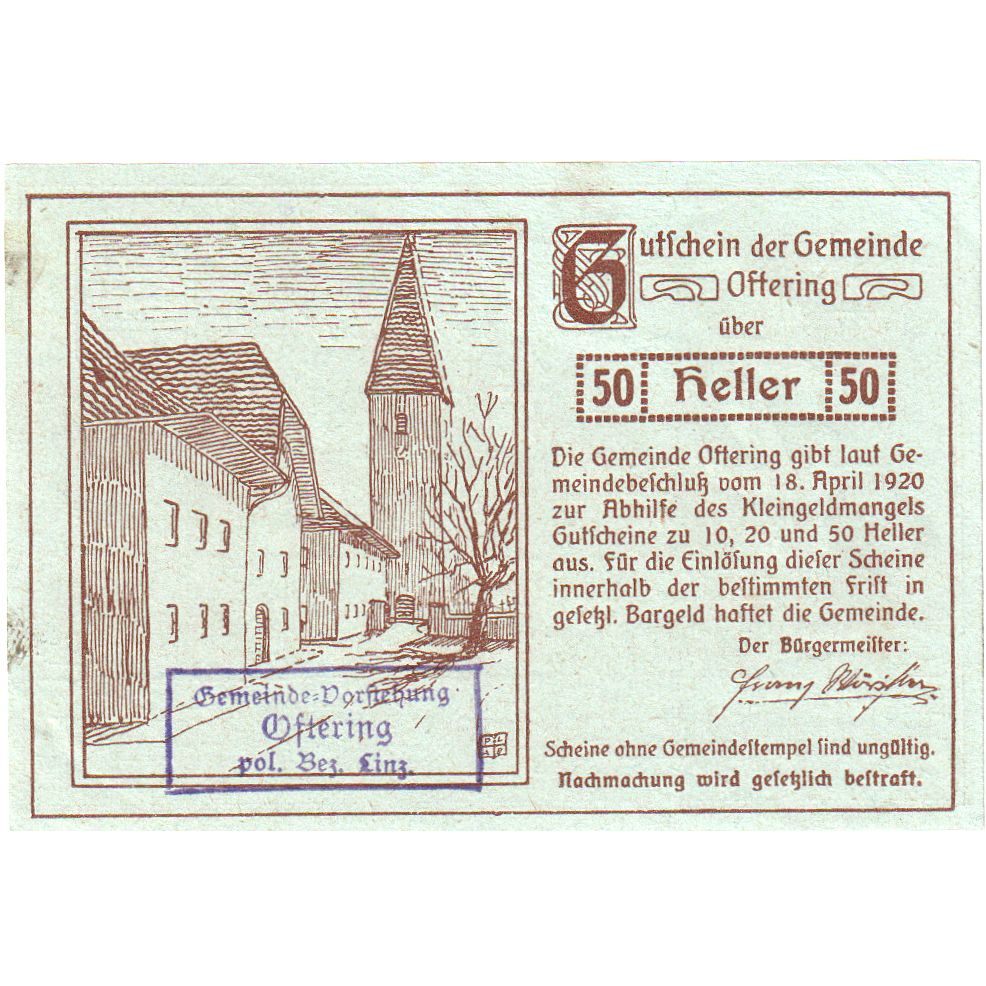 Gutſchein der Gemeinde
Oftering
über
50 Heller 50
Die Gemeinde Oftering gibt laut Ge-
meindebeſchluß vom 18. April 1920
zur Abhilfe des Kleingeldmangels
Gutſcheine zu 10, 20 und 50 Heller
aus. Für die Einlöſung dieſer Scheine
innerhalb der beſtimmten Friſt in
geſetzl. Bargeld haftet die Gemeinde.
Der Bürgermeiſter:
Franz
Scheine ohne Gemeindeſtempel ſind ungültig.
Nachmachung wird geſetzlich beſtraft.
Gemeinde-Vorſtehung
Oftering
pol. Bez. Linz.